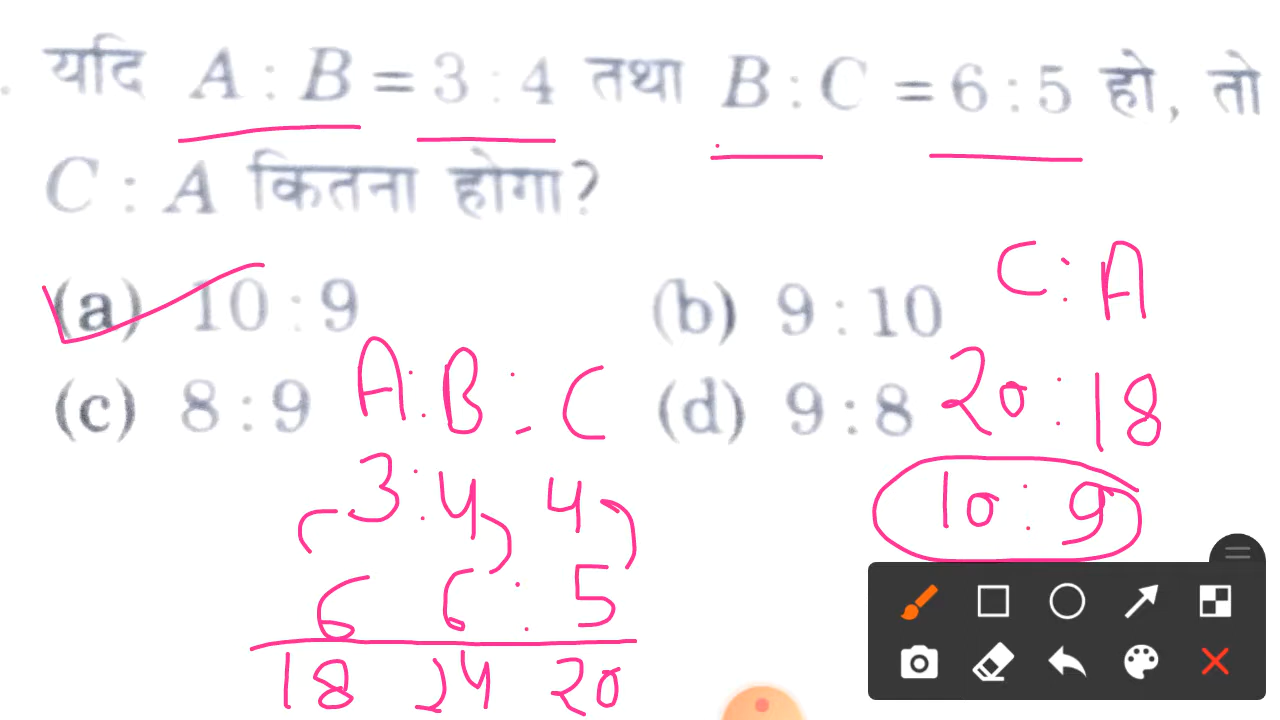 यदि A : B = 3 : 4 तथा B : C = 6 : 5 हो, तो
C : A कितना होगा?
(a) 10 : 9 (b) 9 : 10
(c) 8 : 9 (d) 9 : 8
C : A
20 : 18
10 : 9
A : B : C
3 : 4 4
6 6 : 5
18 24 20